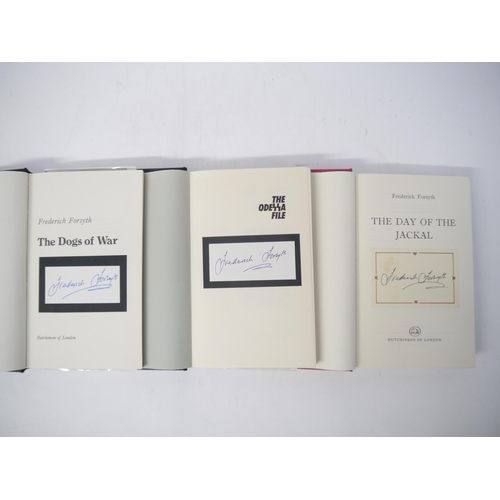 Frederick Forsyth
The Dogs of War
Frederick Forsyth
Hutchinson of London
THE
ODESSA
FILE
Frederick Forsyth
Frederick Forsyth
THE DAY OF THE
JACKAL
Frederick Forsyth
HUTCHINSON OF LONDON